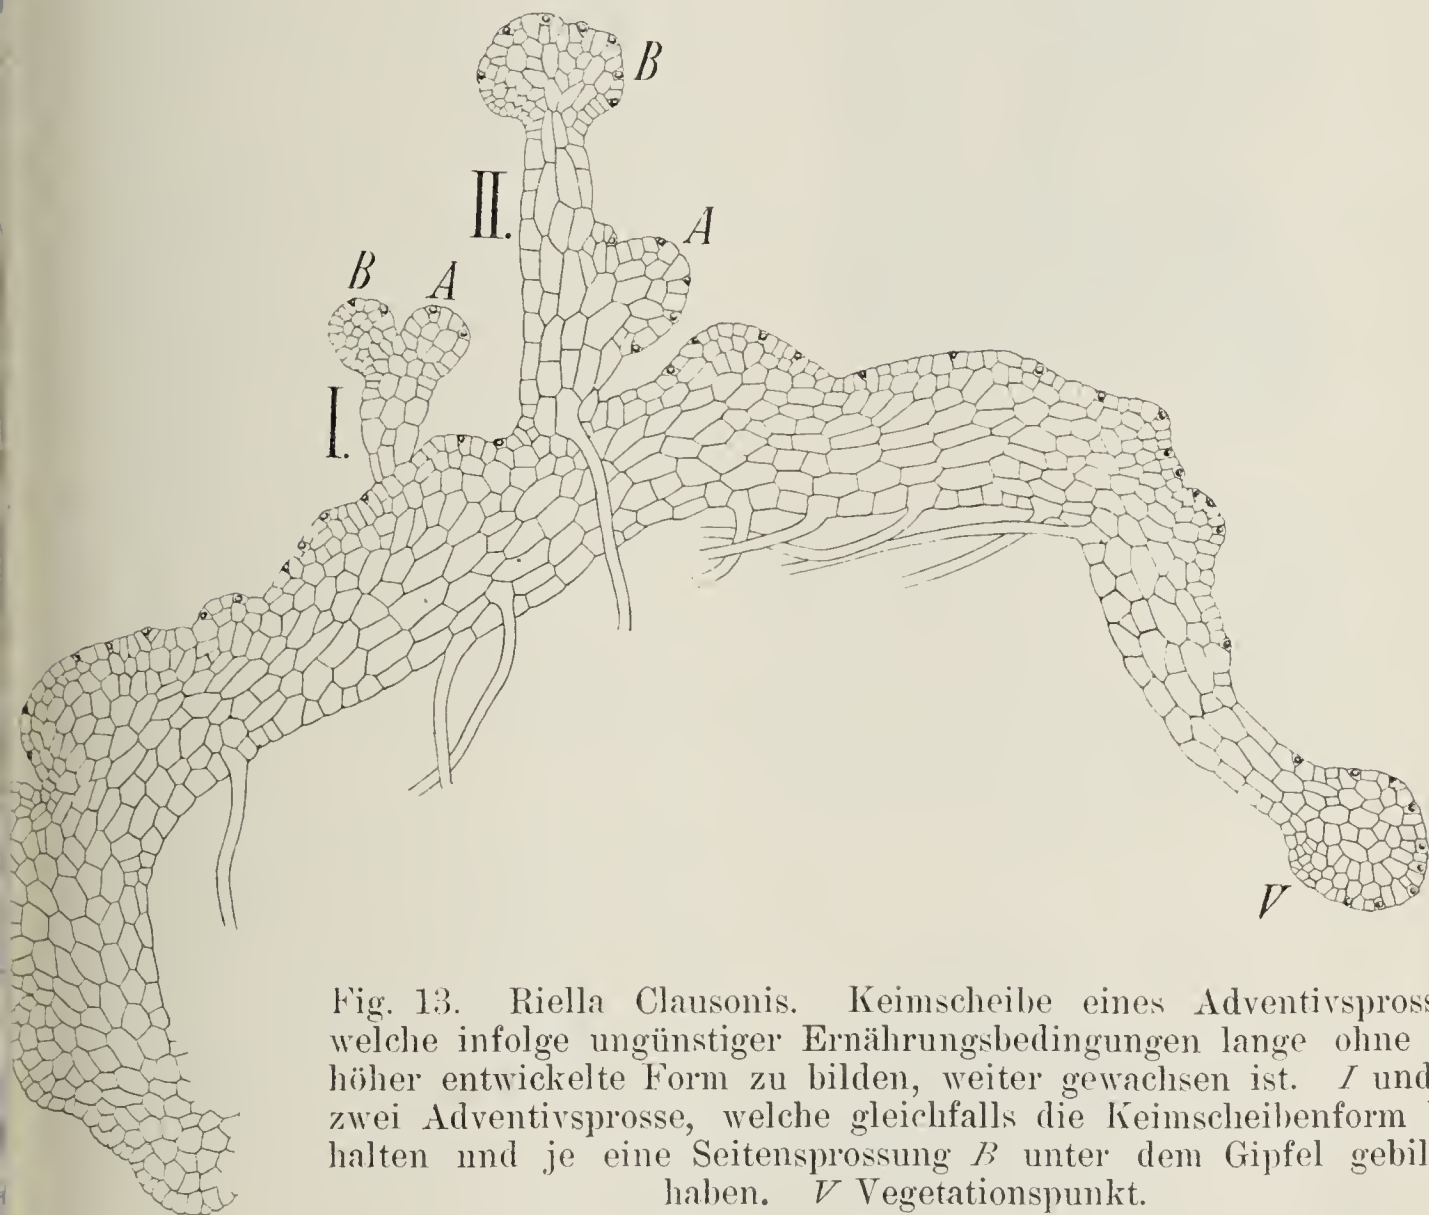 B
II.
A
B
A
I.
V
Fig. 13. Riella Clausonis. Keimscheibe eines Adventivspross
welche infolge ungünstiger Ernährungsbedingungen lange ohne
höher entwickelte Form zu bilden, weiter gewachsen ist. I und
zwei Adventivsprosse, welche gleichfalls die Keimscheibenform
halten und je eine Seitensprossung B unter dem Gipfel gebil
haben. V Vegetationspunkt.